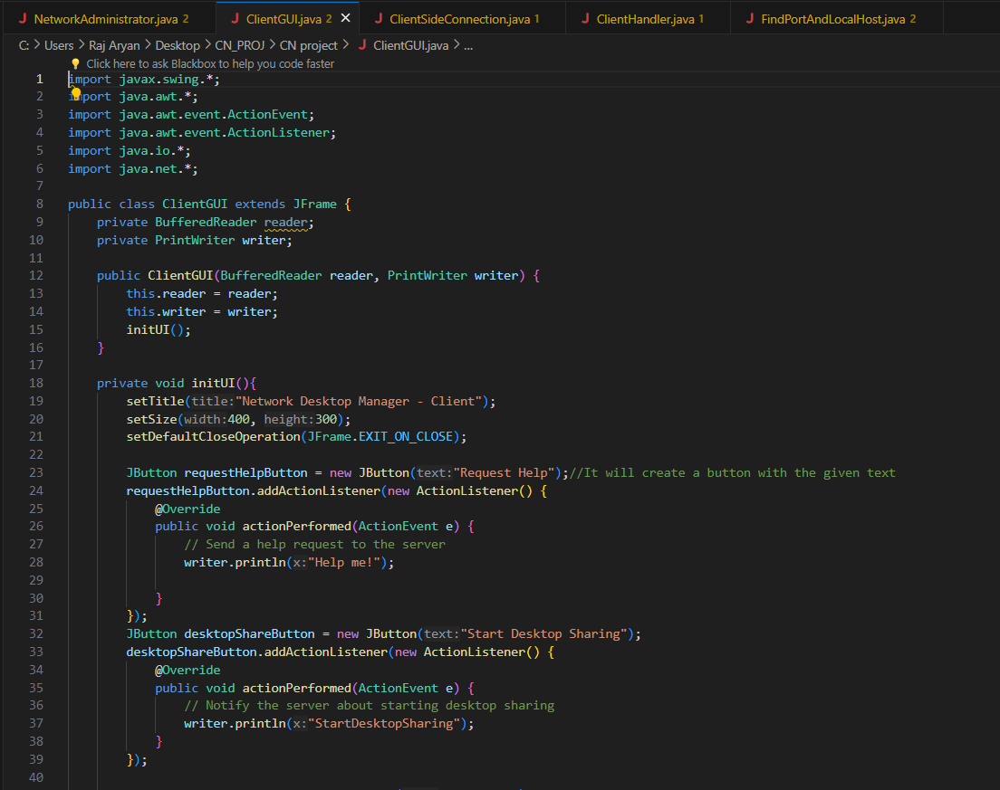 NetworkAdministrator.java 2 ClientGUI.java 2 ClientSideConnection.java 1 ClientHandler.java 1 FindPortAndLocalHost.java 2
C: > Users > Raj Aryan > Desktop > CN_PROJ > CN project > ClientGUI.java > ...
Click here to ask Blackbox to help you code faster
1 import javax.swing.*;
2 import java.awt.*;
3 import java.awt.event.ActionEvent;
4 import java.awt.event.ActionListener;
5 import java.io.*;
6 import java.net.*;
7
8 public class ClientGUI extends JFrame {
9     private BufferedReader reader;
10     private PrintWriter writer;
11
12     public ClientGUI(BufferedReader reader, PrintWriter writer) {
13         this.reader = reader;
14         this.writer = writer;
15         initUI();
16     }
17
18     private void initUI(){
19         setTitle(title:"Network Desktop Manager - Client");
20         setSize(width:400, height:300);
21         setDefaultCloseOperation(JFrame.EXIT_ON_CLOSE);
22
23         JButton requestHelpButton = new JButton(text:"Request Help");//It will create a button with the given text
24         requestHelpButton.addActionListener(new ActionListener() {
25             @Override
26             public void actionPerformed(ActionEvent e) {
27                 // Send a help request to the server
28                 writer.println(x:"Help me!");
29
30             }
31         });
32         JButton desktopShareButton = new JButton(text:"Start Desktop Sharing");
33         desktopShareButton.addActionListener(new ActionListener() {
34             @Override
35             public void actionPerformed(ActionEvent e) {
36                 // Notify the server about starting desktop sharing
37                 writer.println(x:"StartDesktopSharing");
38             }
39         });
40